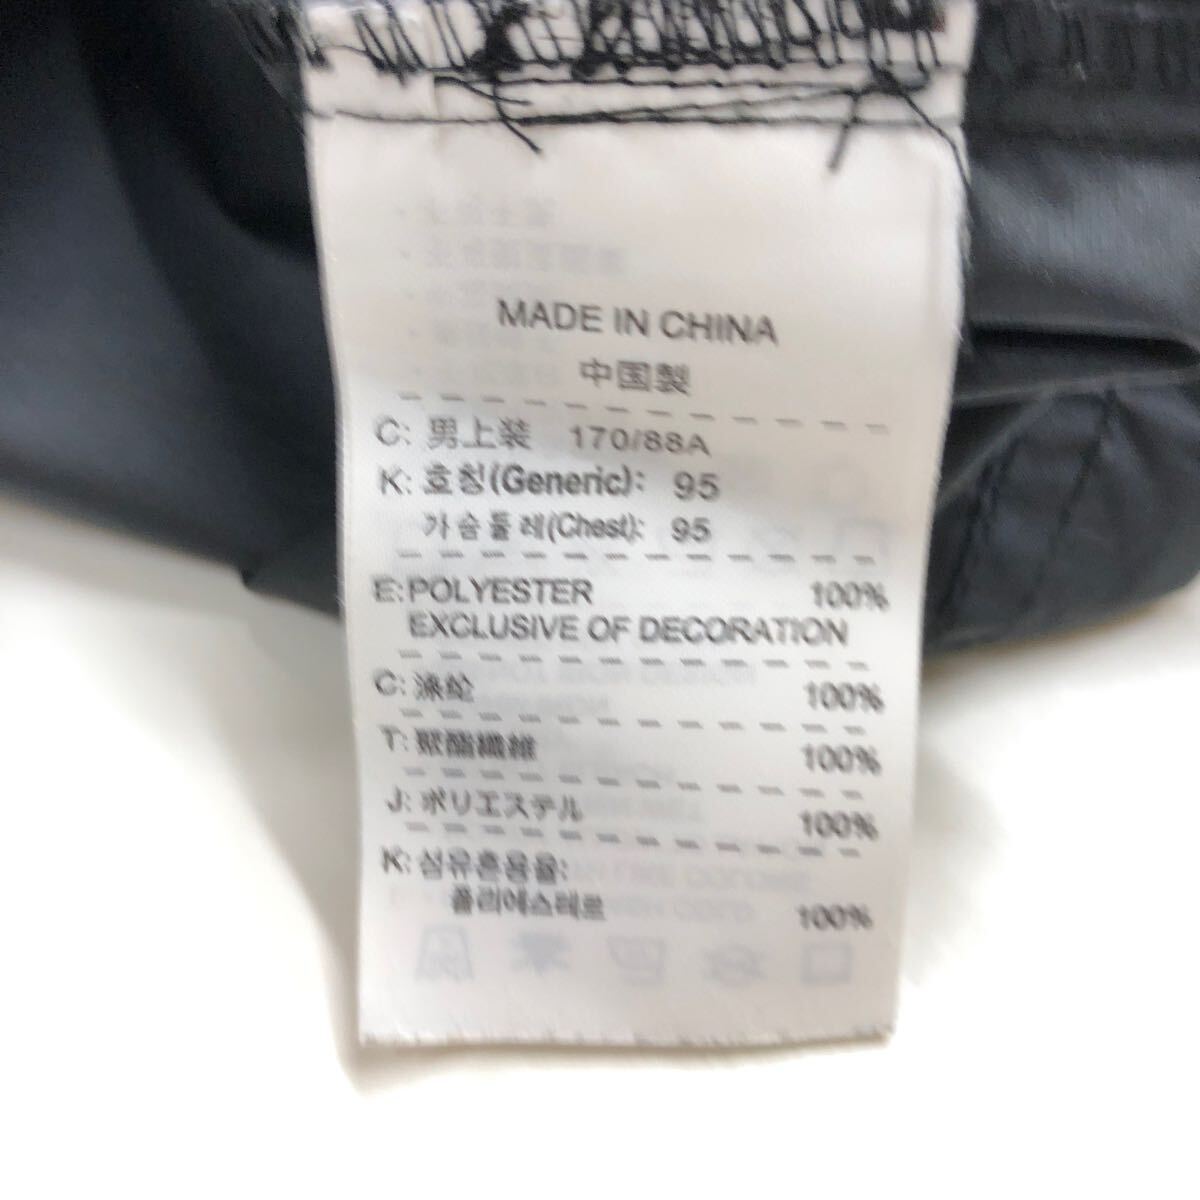 MADE IN CHINA
中国製
C: 男上装 170/88A
K: 호칭(Generic): 95
가슴둘레(Chest): 95
E: POLYESTER 100%
EXCLUSIVE OF DECORATION
C: 涤纶 100%
T: 聚酯纖維 100%
J: ポリエステル 100%
K: 섬유혼용율:
폴리에스테르 100%